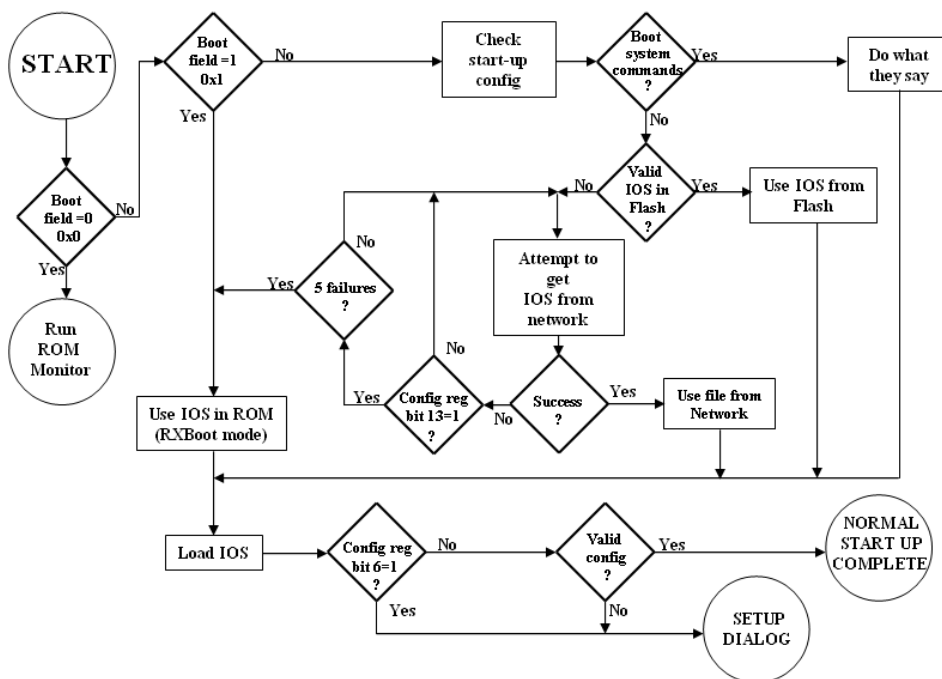 START
Boot
field =1
0x1
No
Check
start-up
config
Boot
system
commands
?
Yes
Do what
they say
Yes
No
Boot
field =0
0x0
No
Valid
IOS in
Flash
?
No
Yes
Use IOS from
Flash
Yes
Run
ROM
Monitor
No
5 failures
?
Yes
Attempt to
get
IOS from
network
No
Config reg
bit 13=1
?
Yes
Success
?
No
Yes
Use file from
Network
Use IOS in ROM
(RXBoot mode)
Load IOS
Config reg
bit 6=1
?
No
Valid
config
?
Yes
NORMAL
START UP
COMPLETE
Yes
No
SETUP
DIALOG